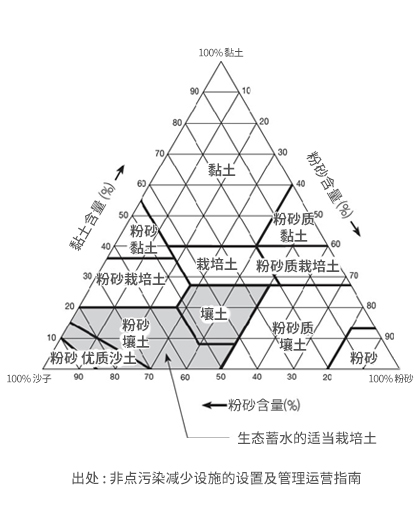 100% 黏土
90
10
80
20
70
30
黏土
60
40
粉砂含量(%)
黏土含量(%)
50
50
粉砂质
黏土
粉砂
黏土
40
60
栽培土
粉砂质栽培土
30
70
粉砂栽培土
20
80
壤土
粉砂
壤土
粉砂质
壤土
10
90
粉砂 优质沙土
粉砂
100% 沙子
90
80
70
60
50
40
30
20
100% 粉砂
粉砂含量(%)
生态蓄水的适当栽培土
出处 : 非点污染减少设施的设置及管理运营指南